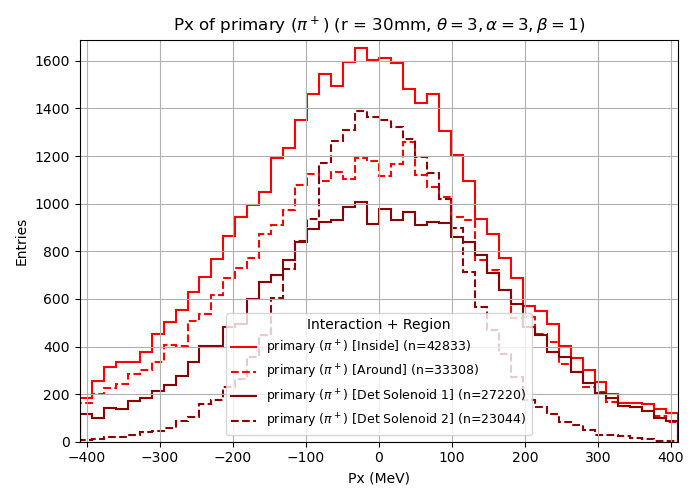 Px of primary (π⁺) (r = 30mm, θ = 3, α = 3, β = 1)
1600
1400
1200
1000
800
600
400
200
0
Entries
Interaction + Region
primary (π⁺) [Inside] (n=42833)
primary (π⁺) [Around] (n=33308)
primary (π⁺) [Det Solenoid 1] (n=27220)
primary (π⁺) [Det Solenoid 2] (n=23044)
−400 −300 −200 −100 0 100 200 300 400
Px (MeV)